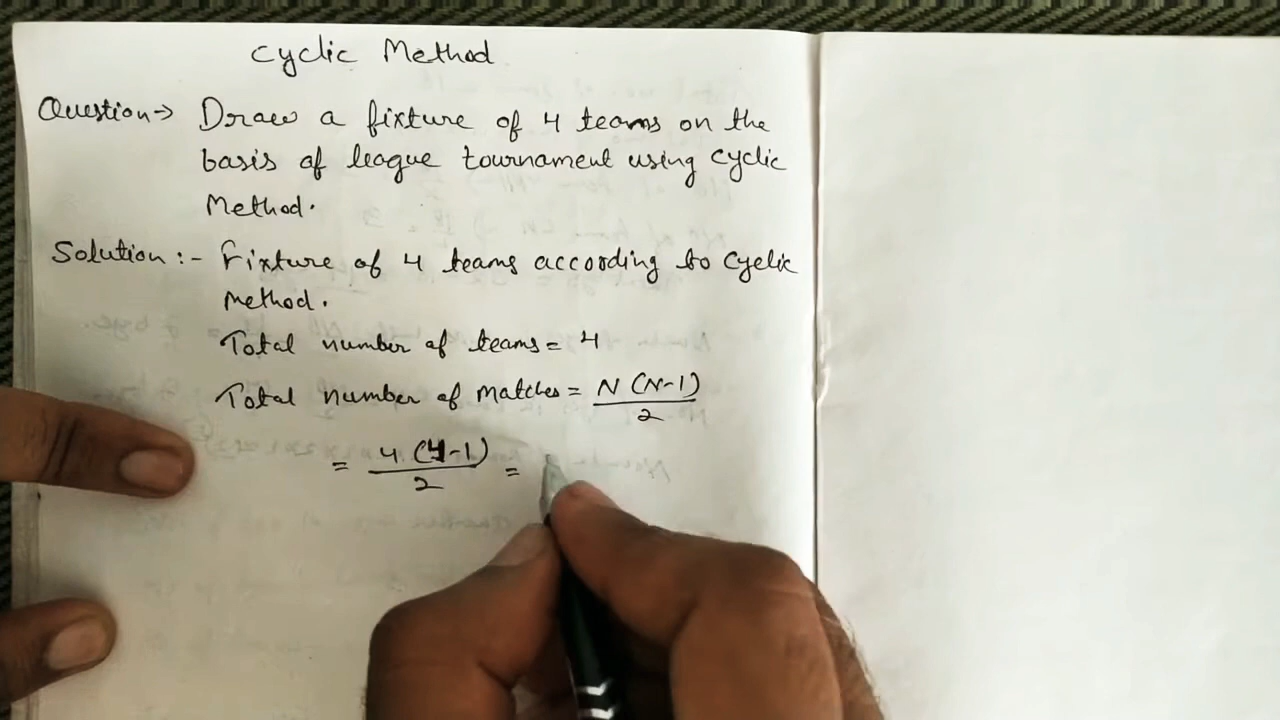 Cyclic Method
Question→ Draw a fixture of 4 teams on the
basis of league tournament using cyclic
Method.
Solution :- Fixture of 4 teams according to cyclic
method.
Total number of teams = 4
Total number of matches = N (N-1) / 2
= 4 (4-1) / 2 =